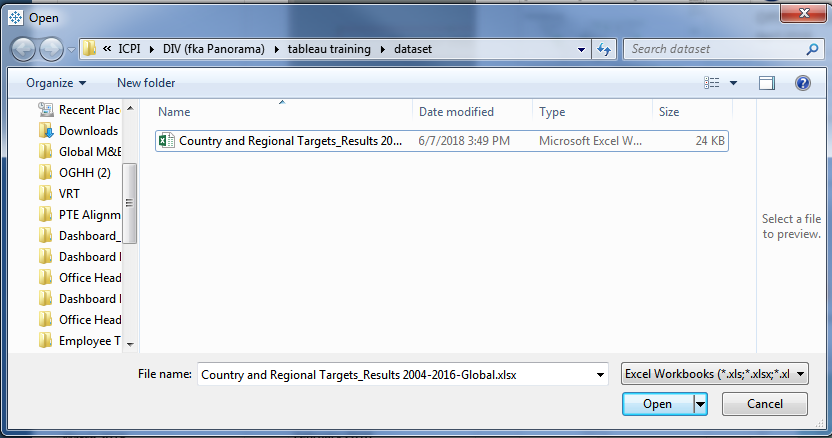 Open
« ICPI ▸ DIV (fka Panorama) ▸ tableau training ▸ dataset
Search dataset
Organize New folder
Name Date modified Type Size
Country and Regional Targets_Results 20... 6/7/2018 3:49 PM Microsoft Excel W... 24 KB
Recent Plac
Downloads
Global M&E
OGHH (2)
VRT
PTE Alignm
Dashboard_
Office Head
Dashboard
Office Head
Employee T
Select a file
to preview.
File name: Country and Regional Targets_Results 2004-2016-Global.xlsx Excel Workbooks (*.xls;*.xlsx;*.xl
Open Cancel